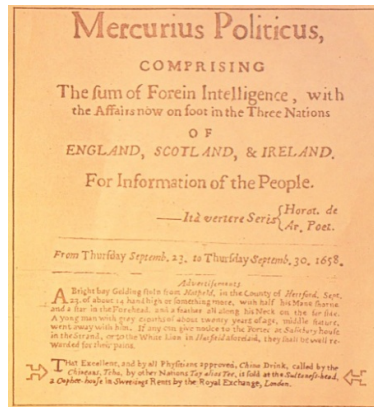 Mercurius Politicus,
COMPRISING
The ſum of Forein Intelligence, with
the Affairs now on foot in the Three Nations
OF
ENGLAND, SCOTLAND, & IRELAND.
For Information of the People.
—Ità vertere Seria { Horat. de
Ar. Poet.
From Thurſday Septemb. 23. to Thurſday Septemb. 30. 1658.
Advertiſements
A Bright bay Gelding ſtoln from Hatfield, in the County of Hertford, Sept.
23. of about 14 hand high or ſomething more, with half his Mane ſhorne
and a ſtar in the Forehead, and a feather all along his Neck on the far ſide.
A young man with grey cloaths of about twenty years of age, middle ſtature,
went away with him. If any can give notice to the Porter at Salisbury houſe
in the Strand, or to the White Lion in Hatfield aforeſaid, they ſhall be well re-
warded for their pains.
THat Excellent, and by all Phyſitians approved, China Drink, called by the
Chineans, Tcha, by other Nations Tay alias Tee, is ſold at the Sultaneſs-head,
a Cophee-houſe in Sweetings Rents by the Royal Exchange, London.